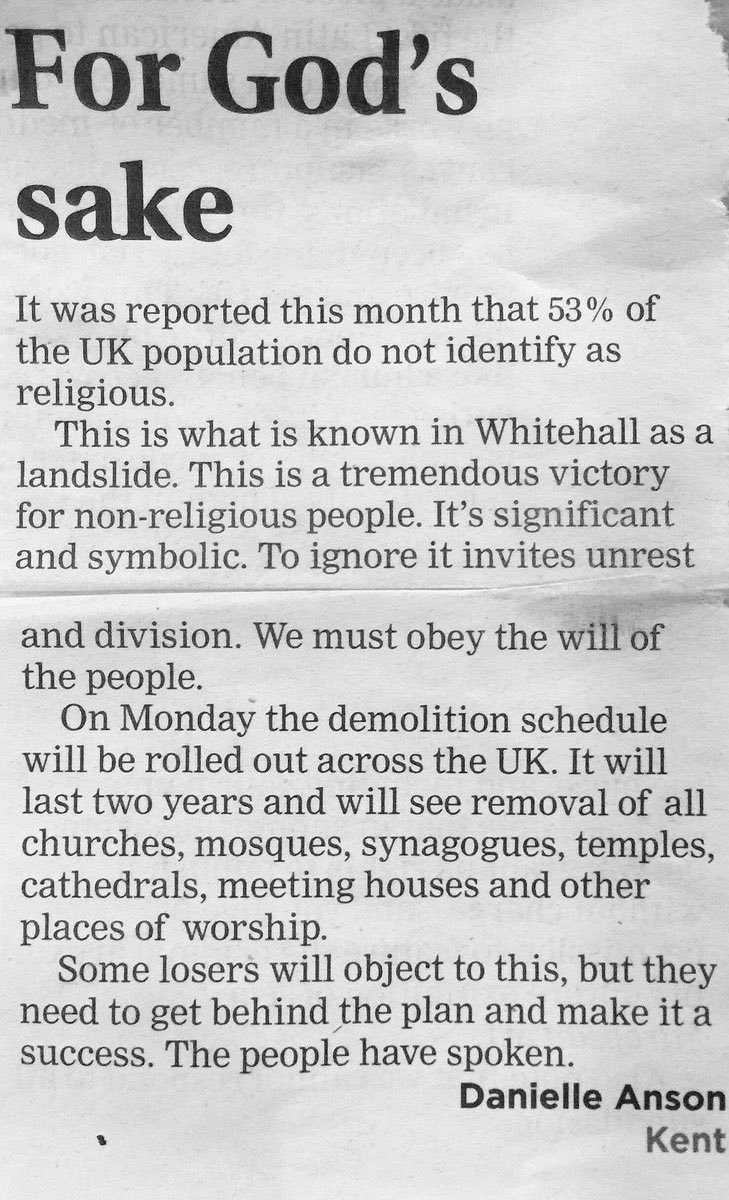 For God's
sake
It was reported this month that 53% of
the UK population do not identify as
religious.
This is what is known in Whitehall as a
landslide. This is a tremendous victory
for non-religious people. It's significant
and symbolic. To ignore it invites unrest
and division. We must obey the will of
the people.
On Monday the demolition schedule
will be rolled out across the UK. It will
last two years and will see removal of all
churches, mosques, synagogues, temples,
cathedrals, meeting houses and other
places of worship.
Some losers will object to this, but they
need to get behind the plan and make it a
success. The people have spoken.
Danielle Anson
Kent